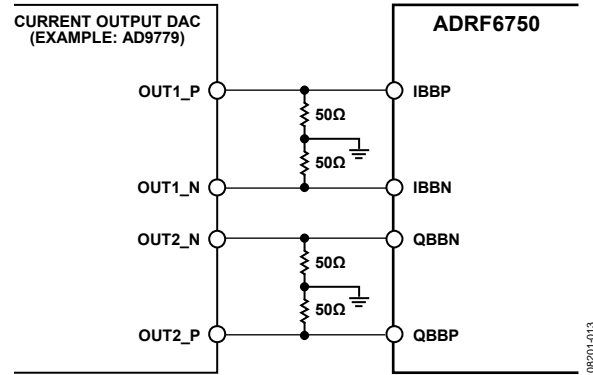 CURRENT OUTPUT DAC
(EXAMPLE: AD9779)
ADRF6750
OUT1_P
IBBP
50Ω
50Ω
OUT1_N
IBBN
OUT2_N
QBBN
50Ω
50Ω
OUT2_P
QBBP
08201-013